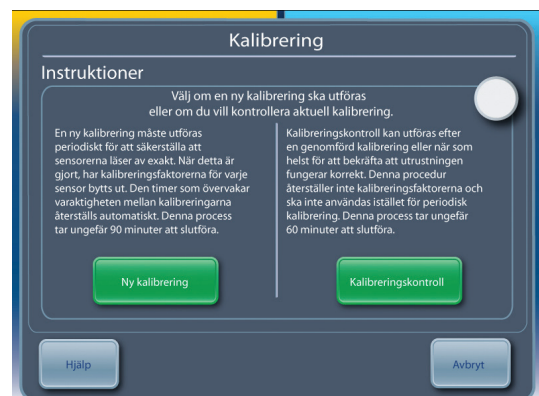 Kalibrering
Instruktioner
Välj om en ny kalibrering ska utföras
eller om du vill kontrollera aktuell kalibrering.
En ny kalibrering måste utföras
periodiskt för att säkerställa att
sensorerna läser av exakt. När detta är
gjort, har kalibreringsfaktorerna för varje
sensor bytts ut. Den timer som övervakar
varaktigheten mellan kalibreringarna
återställs automatiskt. Denna process
tar ungefär 90 minuter att slutföra.
Ny kalibrering
Kalibreringskontroll kan utföras efter
en genomförd kalibrering eller när som
helst för att bekräfta att utrustningen
fungerar korrekt. Denna procedur
återställer inte kalibreringsfaktorerna och
ska inte användas istället för periodisk
kalibrering. Denna process tar ungefär
60 minuter att slutföra.
Kalibreringskontroll
Hjälp
Avbryt